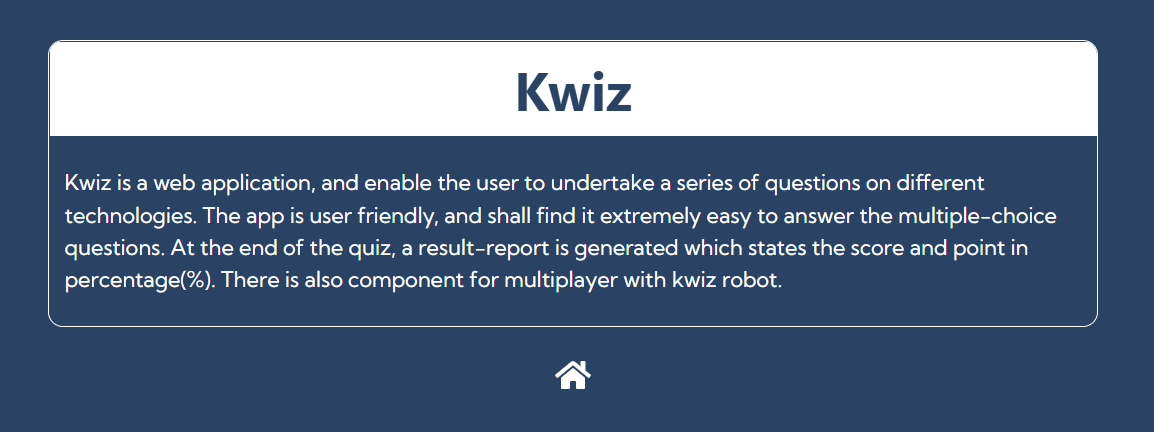 Kwiz
Kwiz is a web application, and enable the user to undertake a series of questions on different
technologies. The app is user friendly, and shall find it extremely easy to answer the multiple-choice
questions. At the end of the quiz, a result-report is generated which states the score and point in
percentage(%). There is also component for multiplayer with kwiz robot.